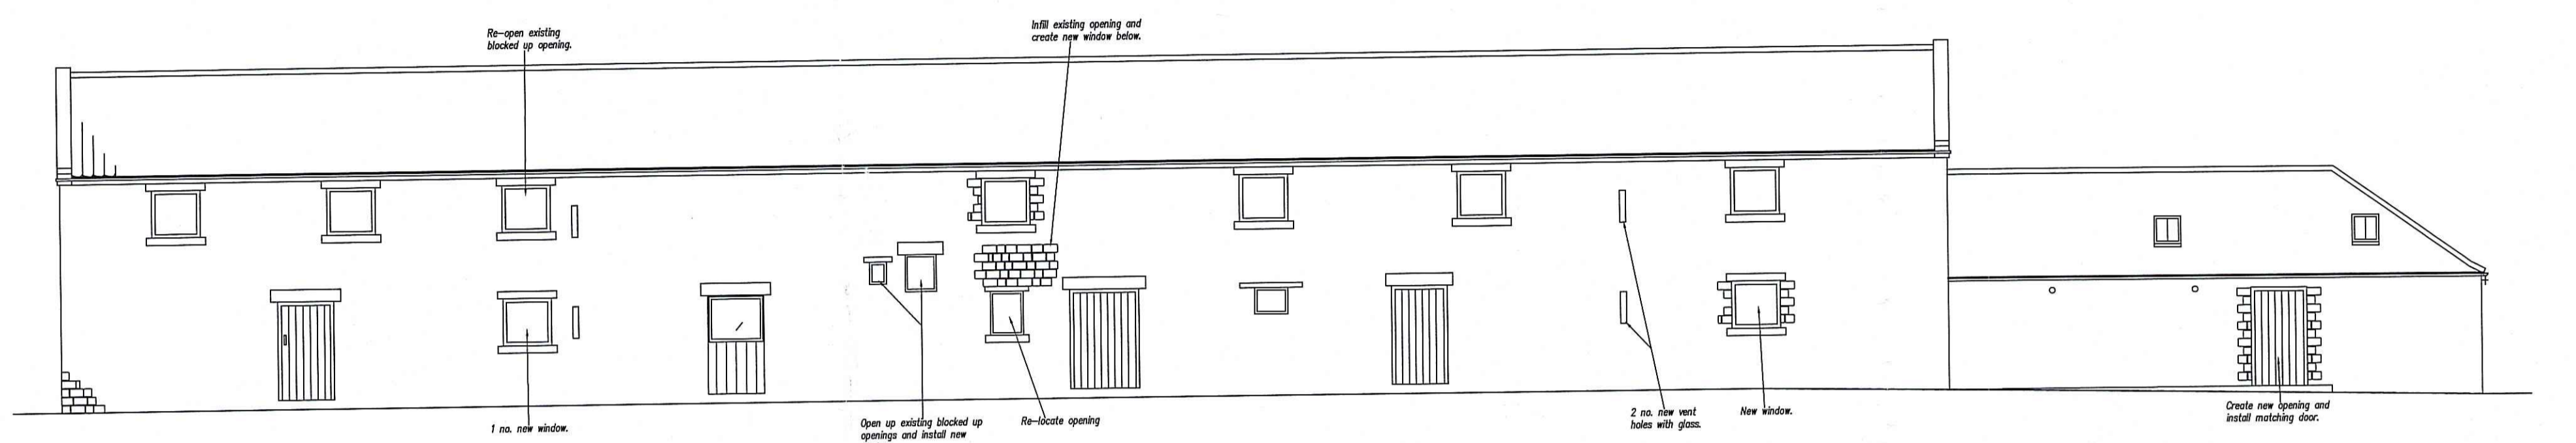 Re-open existing
blocked up opening.
Infill existing opening and
create new window below.
1 no. new window.
Open up existing blocked up
openings and install new
Re-locate opening
2 no. new vent
holes with glass.
New window.
Create new opening and
install matching door.